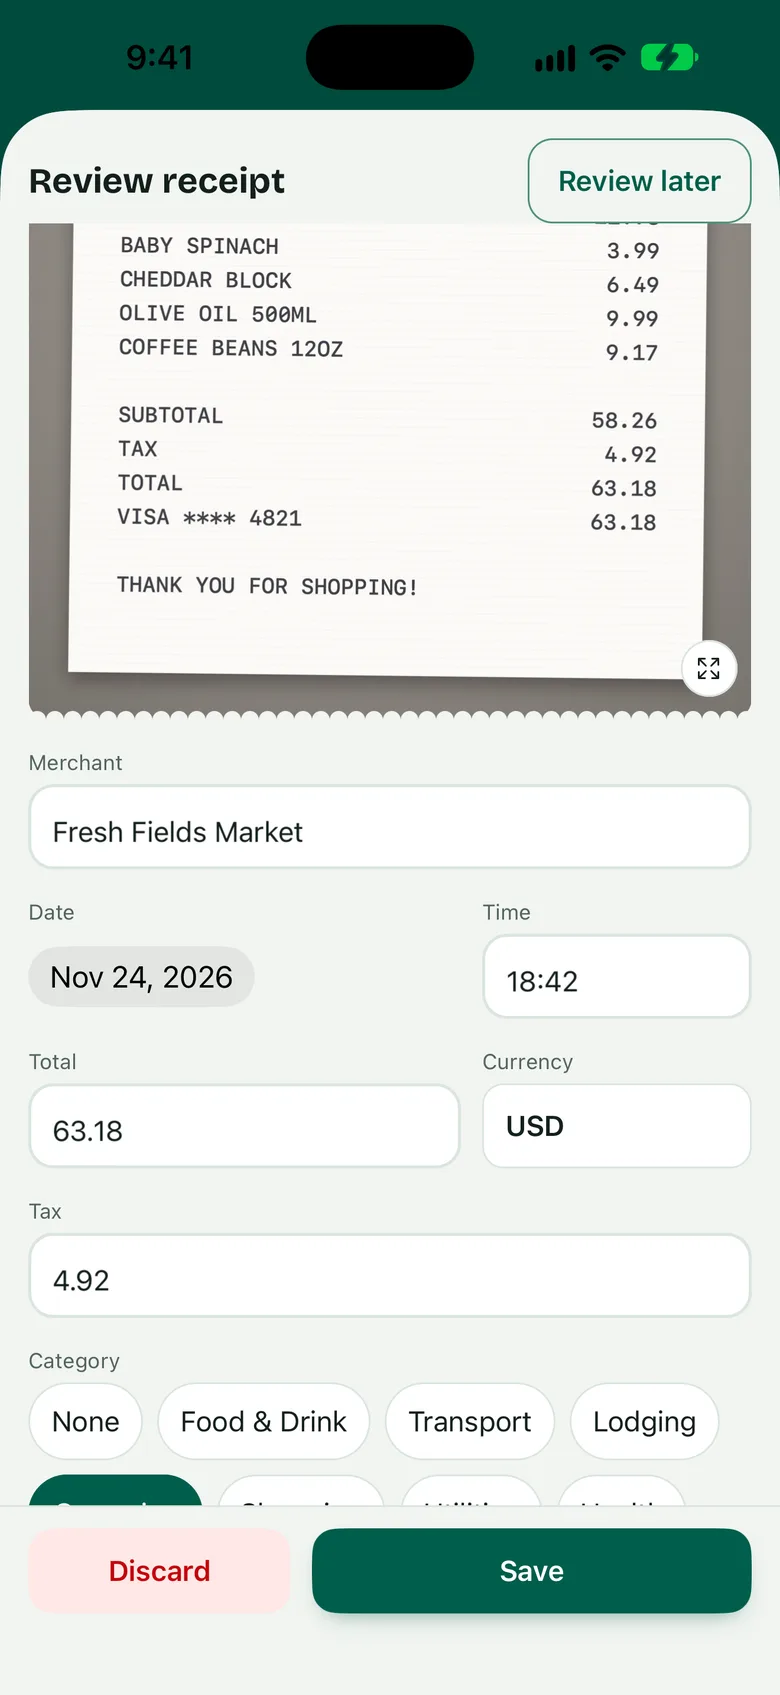 9:41
Review receipt
Review later
BABY SPINACH 3.99
CHEDDAR BLOCK 6.49
OLIVE OIL 500ML 9.99
COFFEE BEANS 12OZ 9.17
SUBTOTAL 58.26
TAX 4.92
TOTAL 63.18
VISA **** 4821 63.18
THANK YOU FOR SHOPPING!
Merchant
Fresh Fields Market
Date
Time
Nov 24, 2026
18:42
Total
Currency
63.18
USD
Tax
4.92
Category
None
Food & Drink
Transport
Lodging
Discard
Save